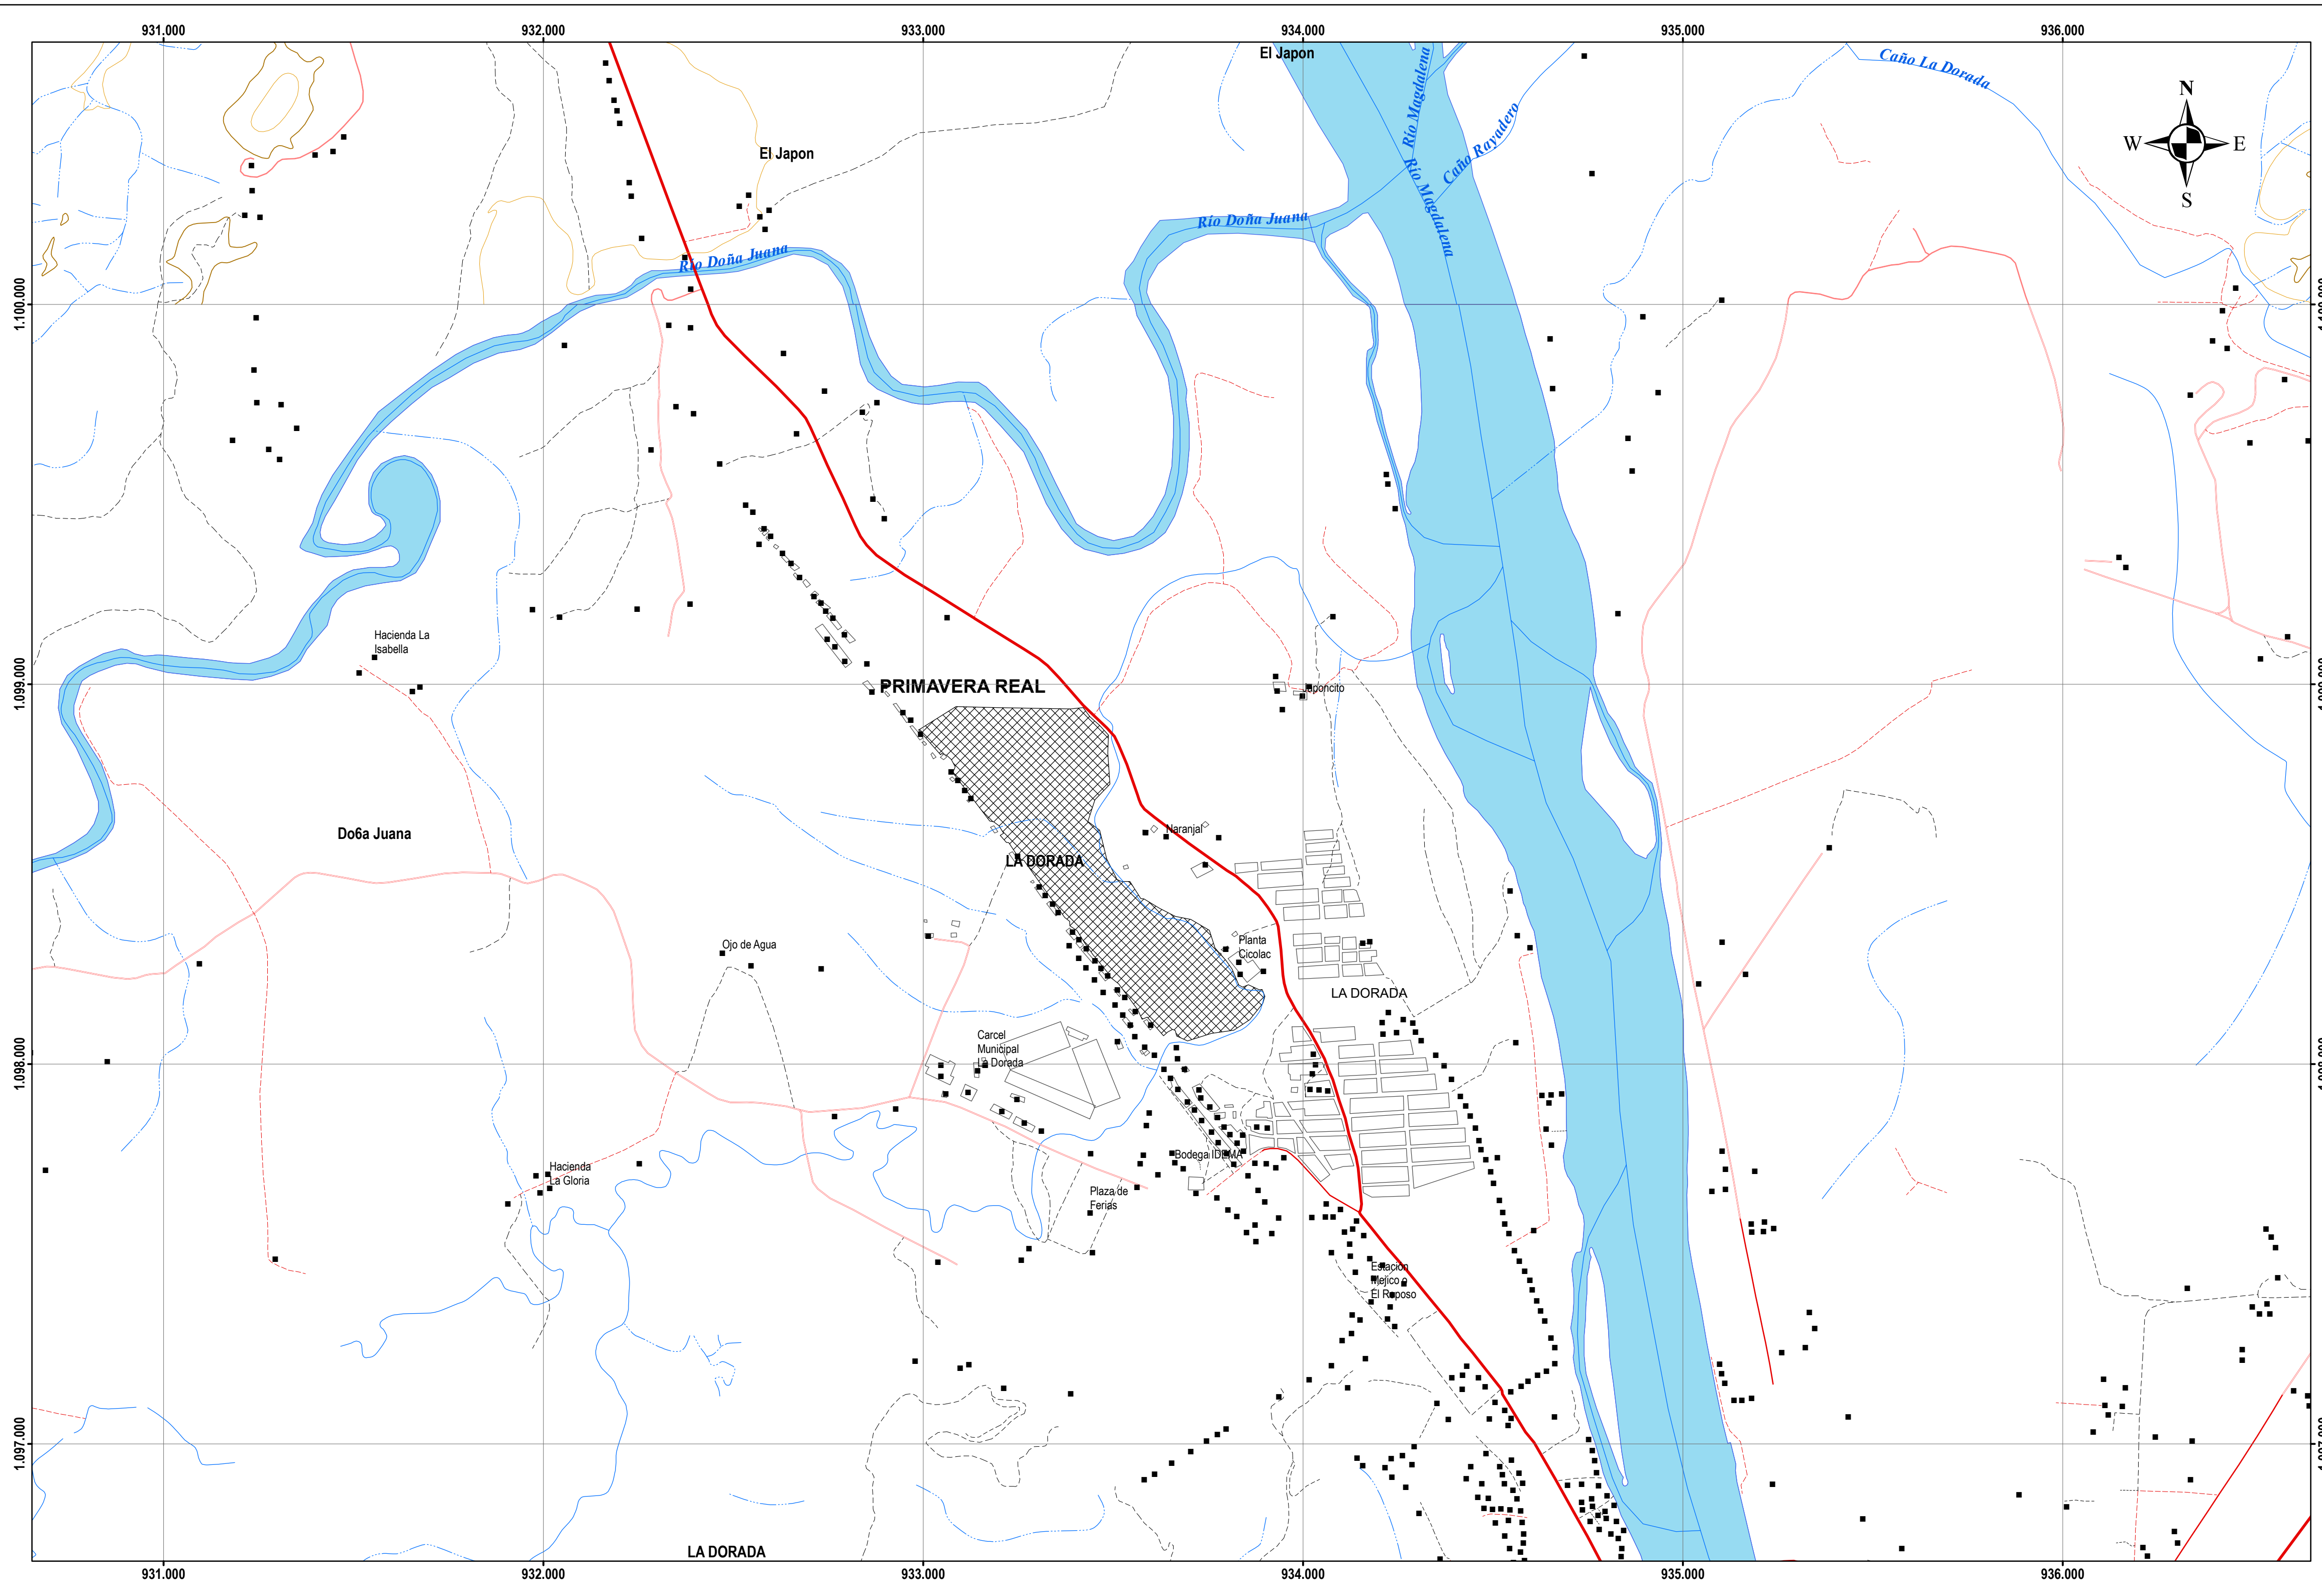 931.000
932.000
933.000
934.000
935.000
936.000
El Japon
Río Magdalena
Caño La Dorada
N
W E
S
Caño Rayadero
El Japon
Río Magdalena
Río Doña Juana
Río Doña Juana
1.100.000
Hacienda La
Isabella
1.099.000
PRIMAVERA REAL
Japoncito
Do6a Juana
Naranjal
LA DORADA
Ojo de Agua
Planta
Cicolac
LA DORADA
Carcel
Municipal
La Dorada
1.098.000
Bodega IDEMA
Hacienda
La Gloria
Plaza de
Ferias
Estación
Mejico o
El Reposo
1.097.000
LA DORADA
931.000
932.000
933.000
934.000
935.000
936.000